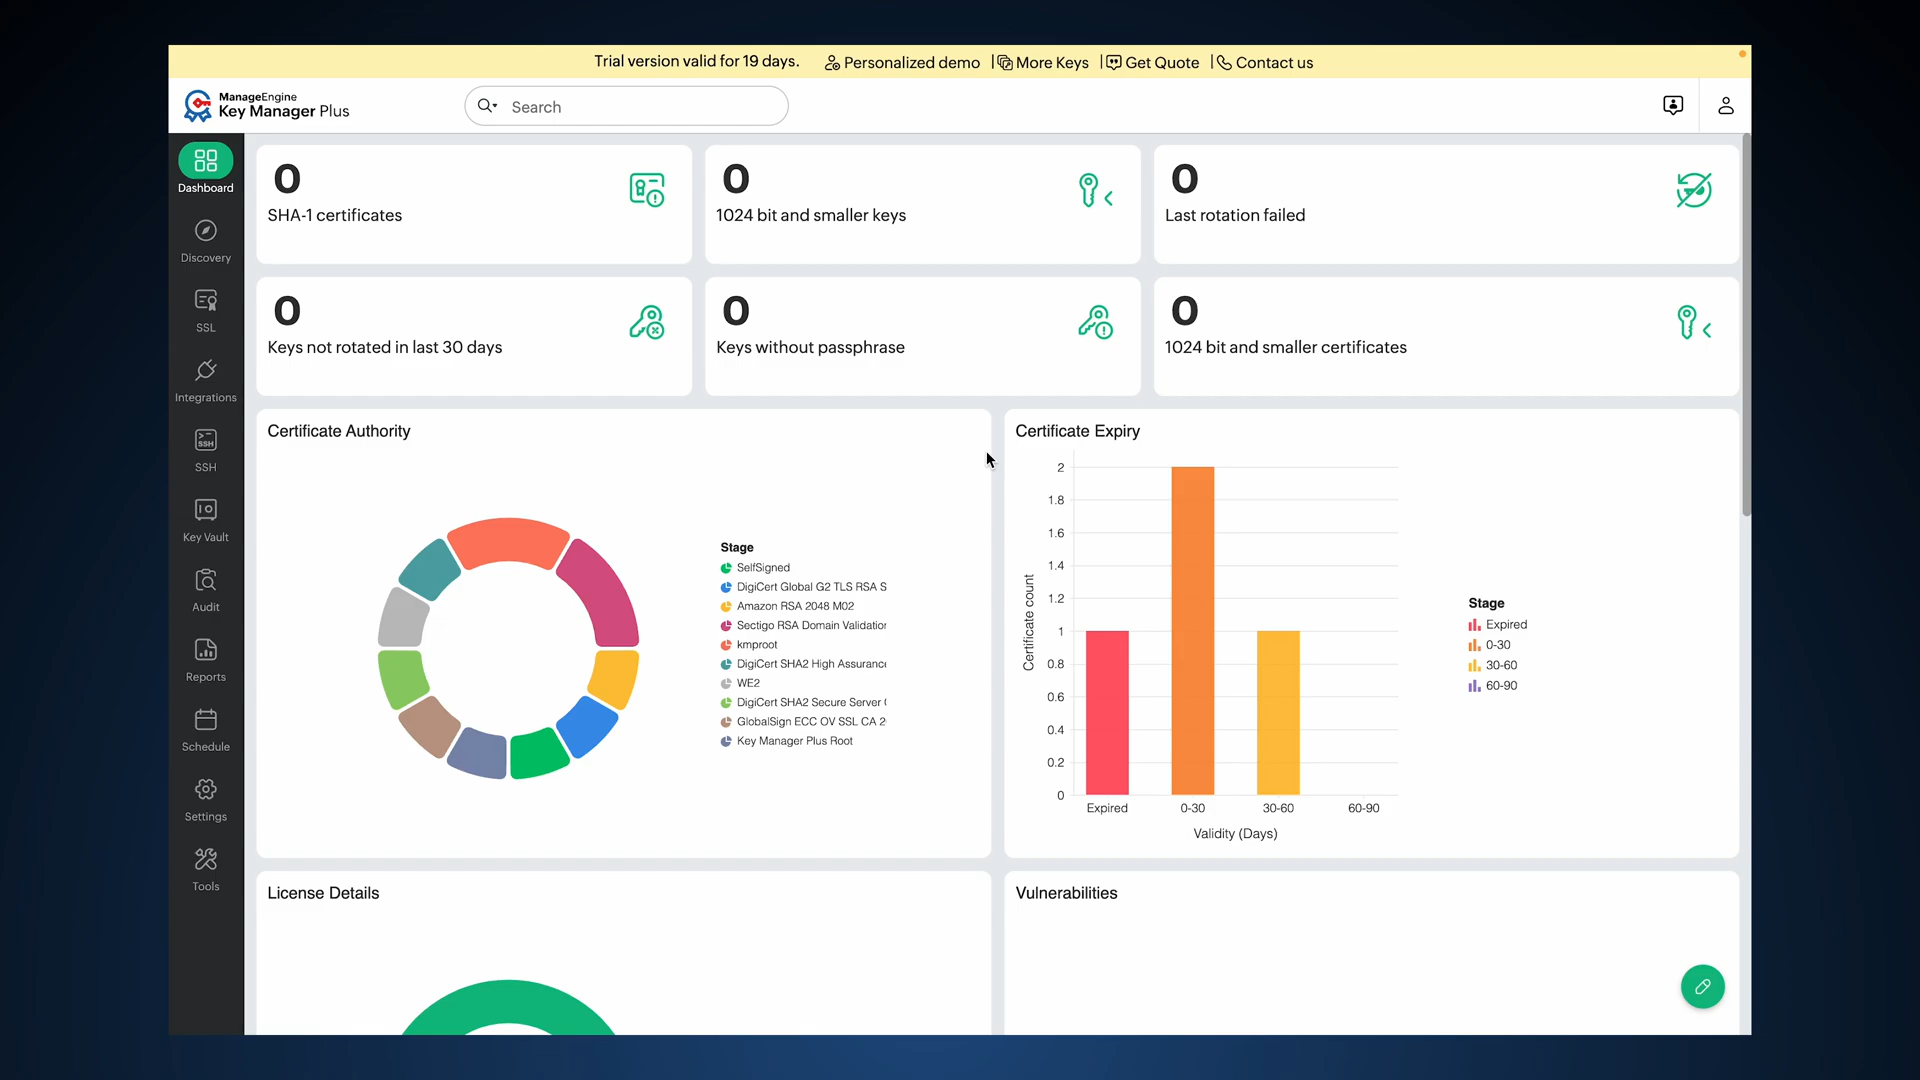 Trial version valid for 19 days. Personalized demo | More Keys | Get Quote | Contact us
ManageEngine
Key Manager Plus
Search
Dashboard
Discovery
SSL
Integrations
SSH
SSH
Key Vault
Audit
Reports
Schedule
Settings
Tools
0
SHA-1 certificates
0
1024 bit and smaller keys
0
Last rotation failed
0
Keys not rotated in last 30 days
0
Keys without passphrase
0
1024 bit and smaller certificates
Certificate Authority
Stage
SelfSigned
DigiCert Global G2 TLS RSA S
Amazon RSA 2048 M02
Sectigo RSA Domain Validation
kmproot
DigiCert SHA2 High Assurance
WE2
DigiCert SHA2 Secure Server
GlobalSign ECC OV SSL CA 2
Key Manager Plus Root
Certificate Expiry
2
1.8
1.6
1.4
1.2
1
0.8
0.6
0.4
0.2
0
Certificate count
Expired
0-30
30-60
60-90
Validity (Days)
Stage
Expired
0-30
30-60
60-90
License Details
Vulnerabilities